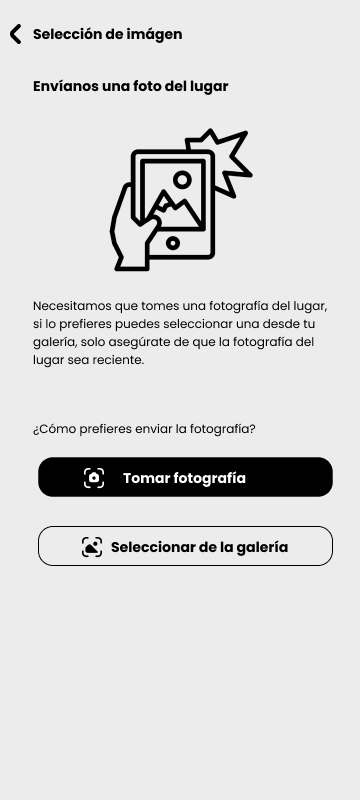 Selección de imágen
Envíanos una foto del lugar
Necesitamos que tomes una fotografía del lugar,
si lo prefieres puedes seleccionar una desde tu
galería, solo asegúrate de que la fotografía del
lugar sea reciente.
¿Cómo prefieres enviar la fotografía?
Tomar fotografía
Seleccionar de la galería